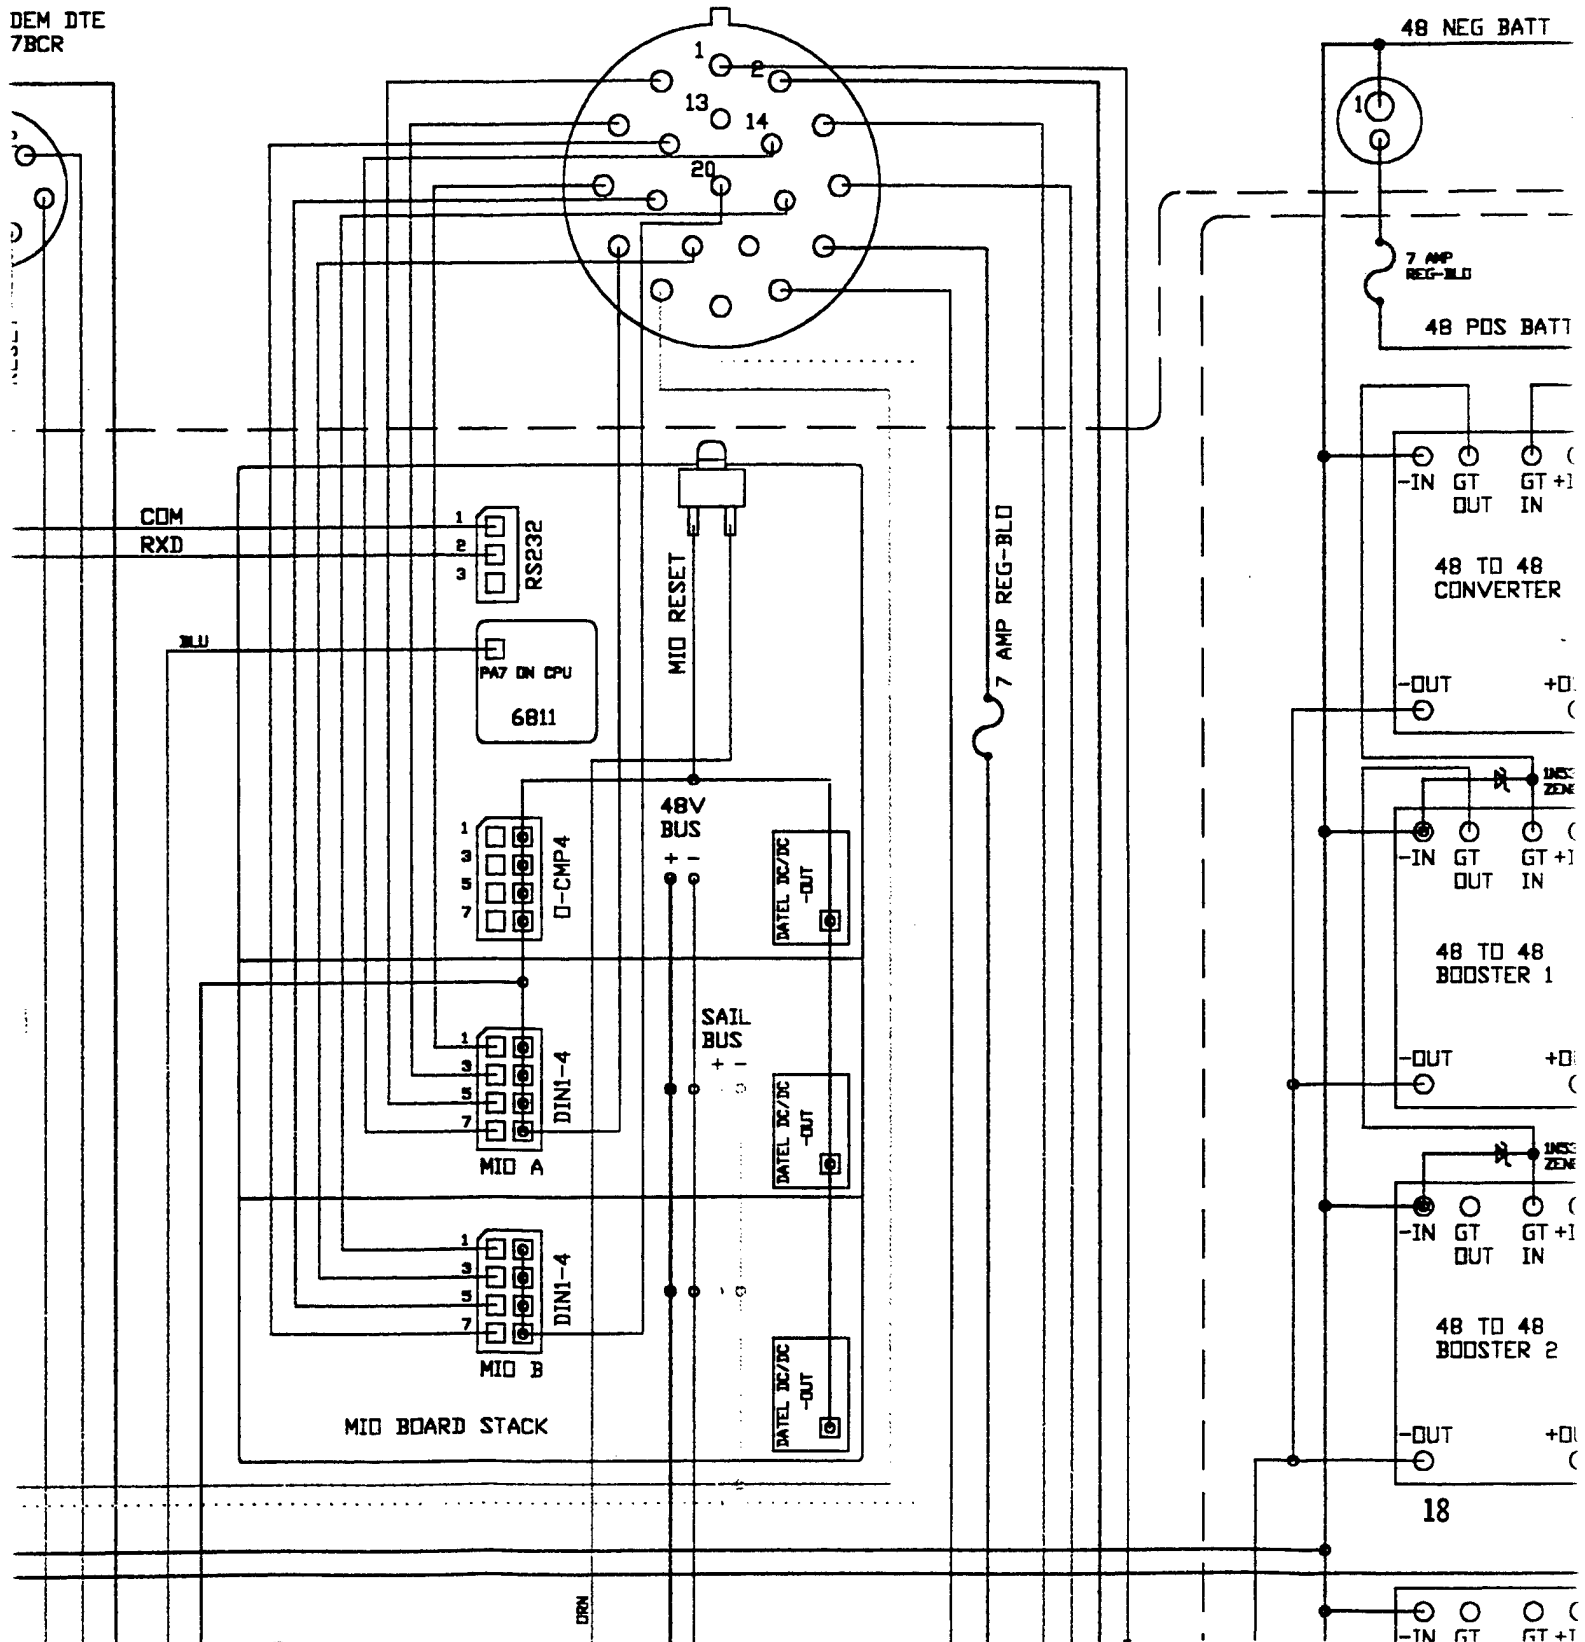 DEM DTE
7BCR
1
2
13
14
20
48 NEG BATT
1
7 AMP
REG-BLO
48 POS BATT
-IN GT GT +I
OUT IN
48 TO 48
CONVERTER
-OUT +O
COM
RXD
1
2
3
RS232
BLU
PA7 ON CPU
6811
MIO RESET
7 AMP REG-BLO
48V
BUS
+ -
1
3
5
7
O-CMP4
DATEL DC/DC
-OUT
-IN GT GT +I
OUT IN
48 TO 48
BOOSTER 1
-OUT +O
SAIL
BUS
+ -
1
3
5
7
DIN1-4
MIO A
DATEL DC/DC
-OUT
-IN GT GT +I
OUT IN
48 TO 48
BOOSTER 2
-OUT +O
1
3
5
7
DIN1-4
MIO B
DATEL DC/DC
-OUT
MIO BOARD STACK
18
ORN
-IN GT GT +I